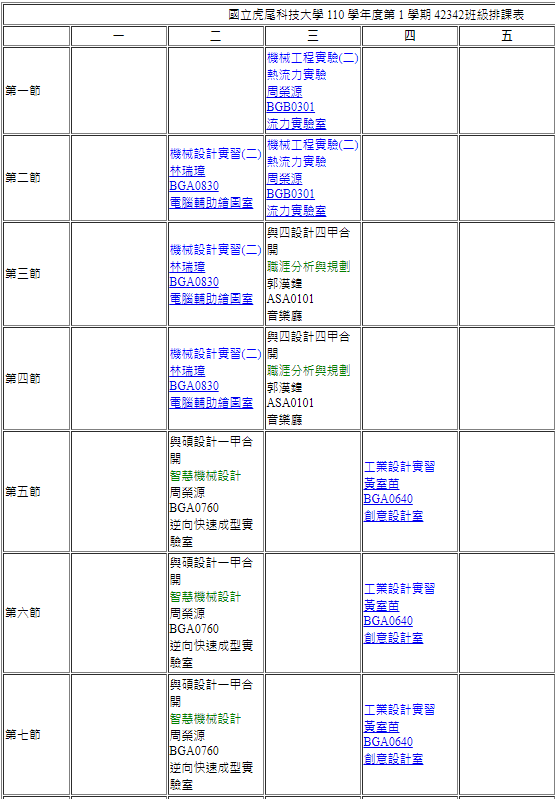 國立虎尾科技大學 110 學年度第 1 學期 42342班級排課表
一 二 三 四 五
第一節
機械工程實驗(二)
熱流力實驗
周榮源
BGB0301
流力實驗室
第二節
機械設計實習(二)
林瑞璋
BGA0830
電腦輔助繪圖室
機械工程實驗(二)
熱流力實驗
周榮源
BGB0301
流力實驗室
第三節
機械設計實習(二)
林瑞璋
BGA0830
電腦輔助繪圖室
與四設計四甲合
開
職涯分析與規劃
郭漢鍏
ASA0101
音樂廳
第四節
機械設計實習(二)
林瑞璋
BGA0830
電腦輔助繪圖室
與四設計四甲合
開
職涯分析與規劃
ASA0101
音樂廳
第五節
與碩設計一甲合
開
智慧機械設計
周榮源
BGA0760
逆向快速成型實
驗室
工業設計實習
BGA0640
創意設計室
第六節
與碩設計一甲合
開
智慧機械設計
周榮源
BGA0760
逆向快速成型實
驗室
工業設計實習
BGA0640
創意設計室
第七節
與碩設計一甲合
開
智慧機械設計
周榮源
BGA0760
逆向快速成型實
驗室
工業設計實習
BGA0640
創意設計室